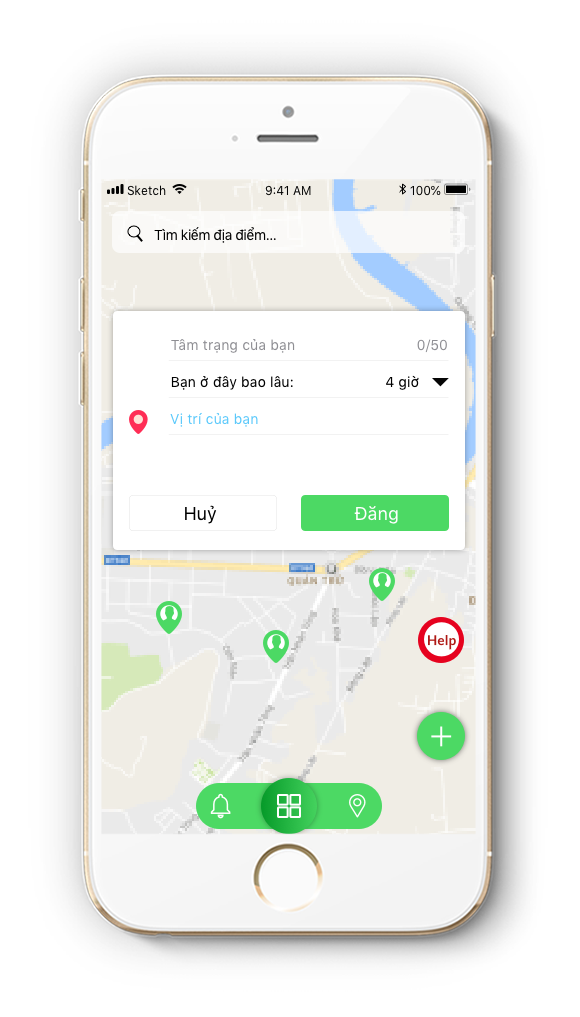 Sketch 9:41 AM 100%
Tìm kiếm địa điểm...
Tâm trạng của bạn 0/50
Bạn ở đây bao lâu: 4 giờ
Vị trí của bạn
Huỷ Đăng
Help